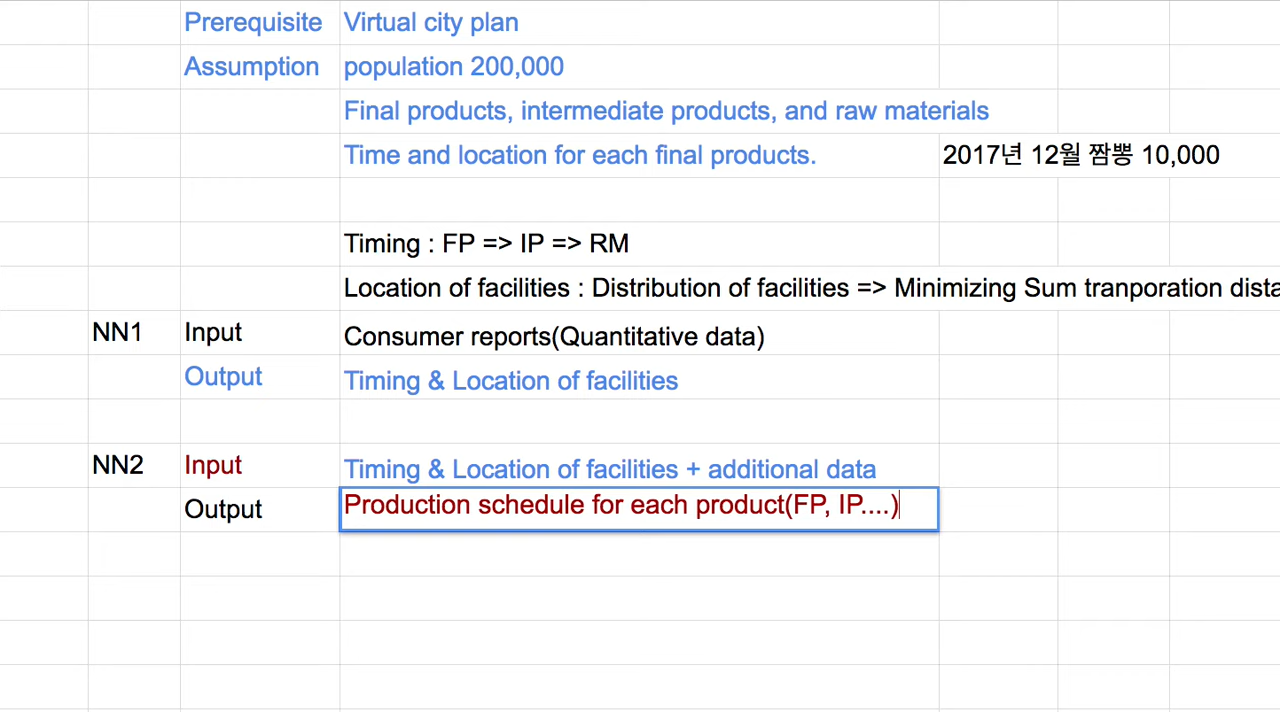 Prerequisite Virtual city plan
Assumption population 200,000
Final products, intermediate products, and raw materials
Time and location for each final products. 2017년 12월 짬뽕 10,000
Timing : FP => IP => RM
Location of facilities : Distribution of facilities => Minimizing Sum tranporation dista
NN1 Input Consumer reports(Quantitative data)
Output Timing & Location of facilities
NN2 Input Timing & Location of facilities + additional data
Output Production schedule for each product(FP, IP....)